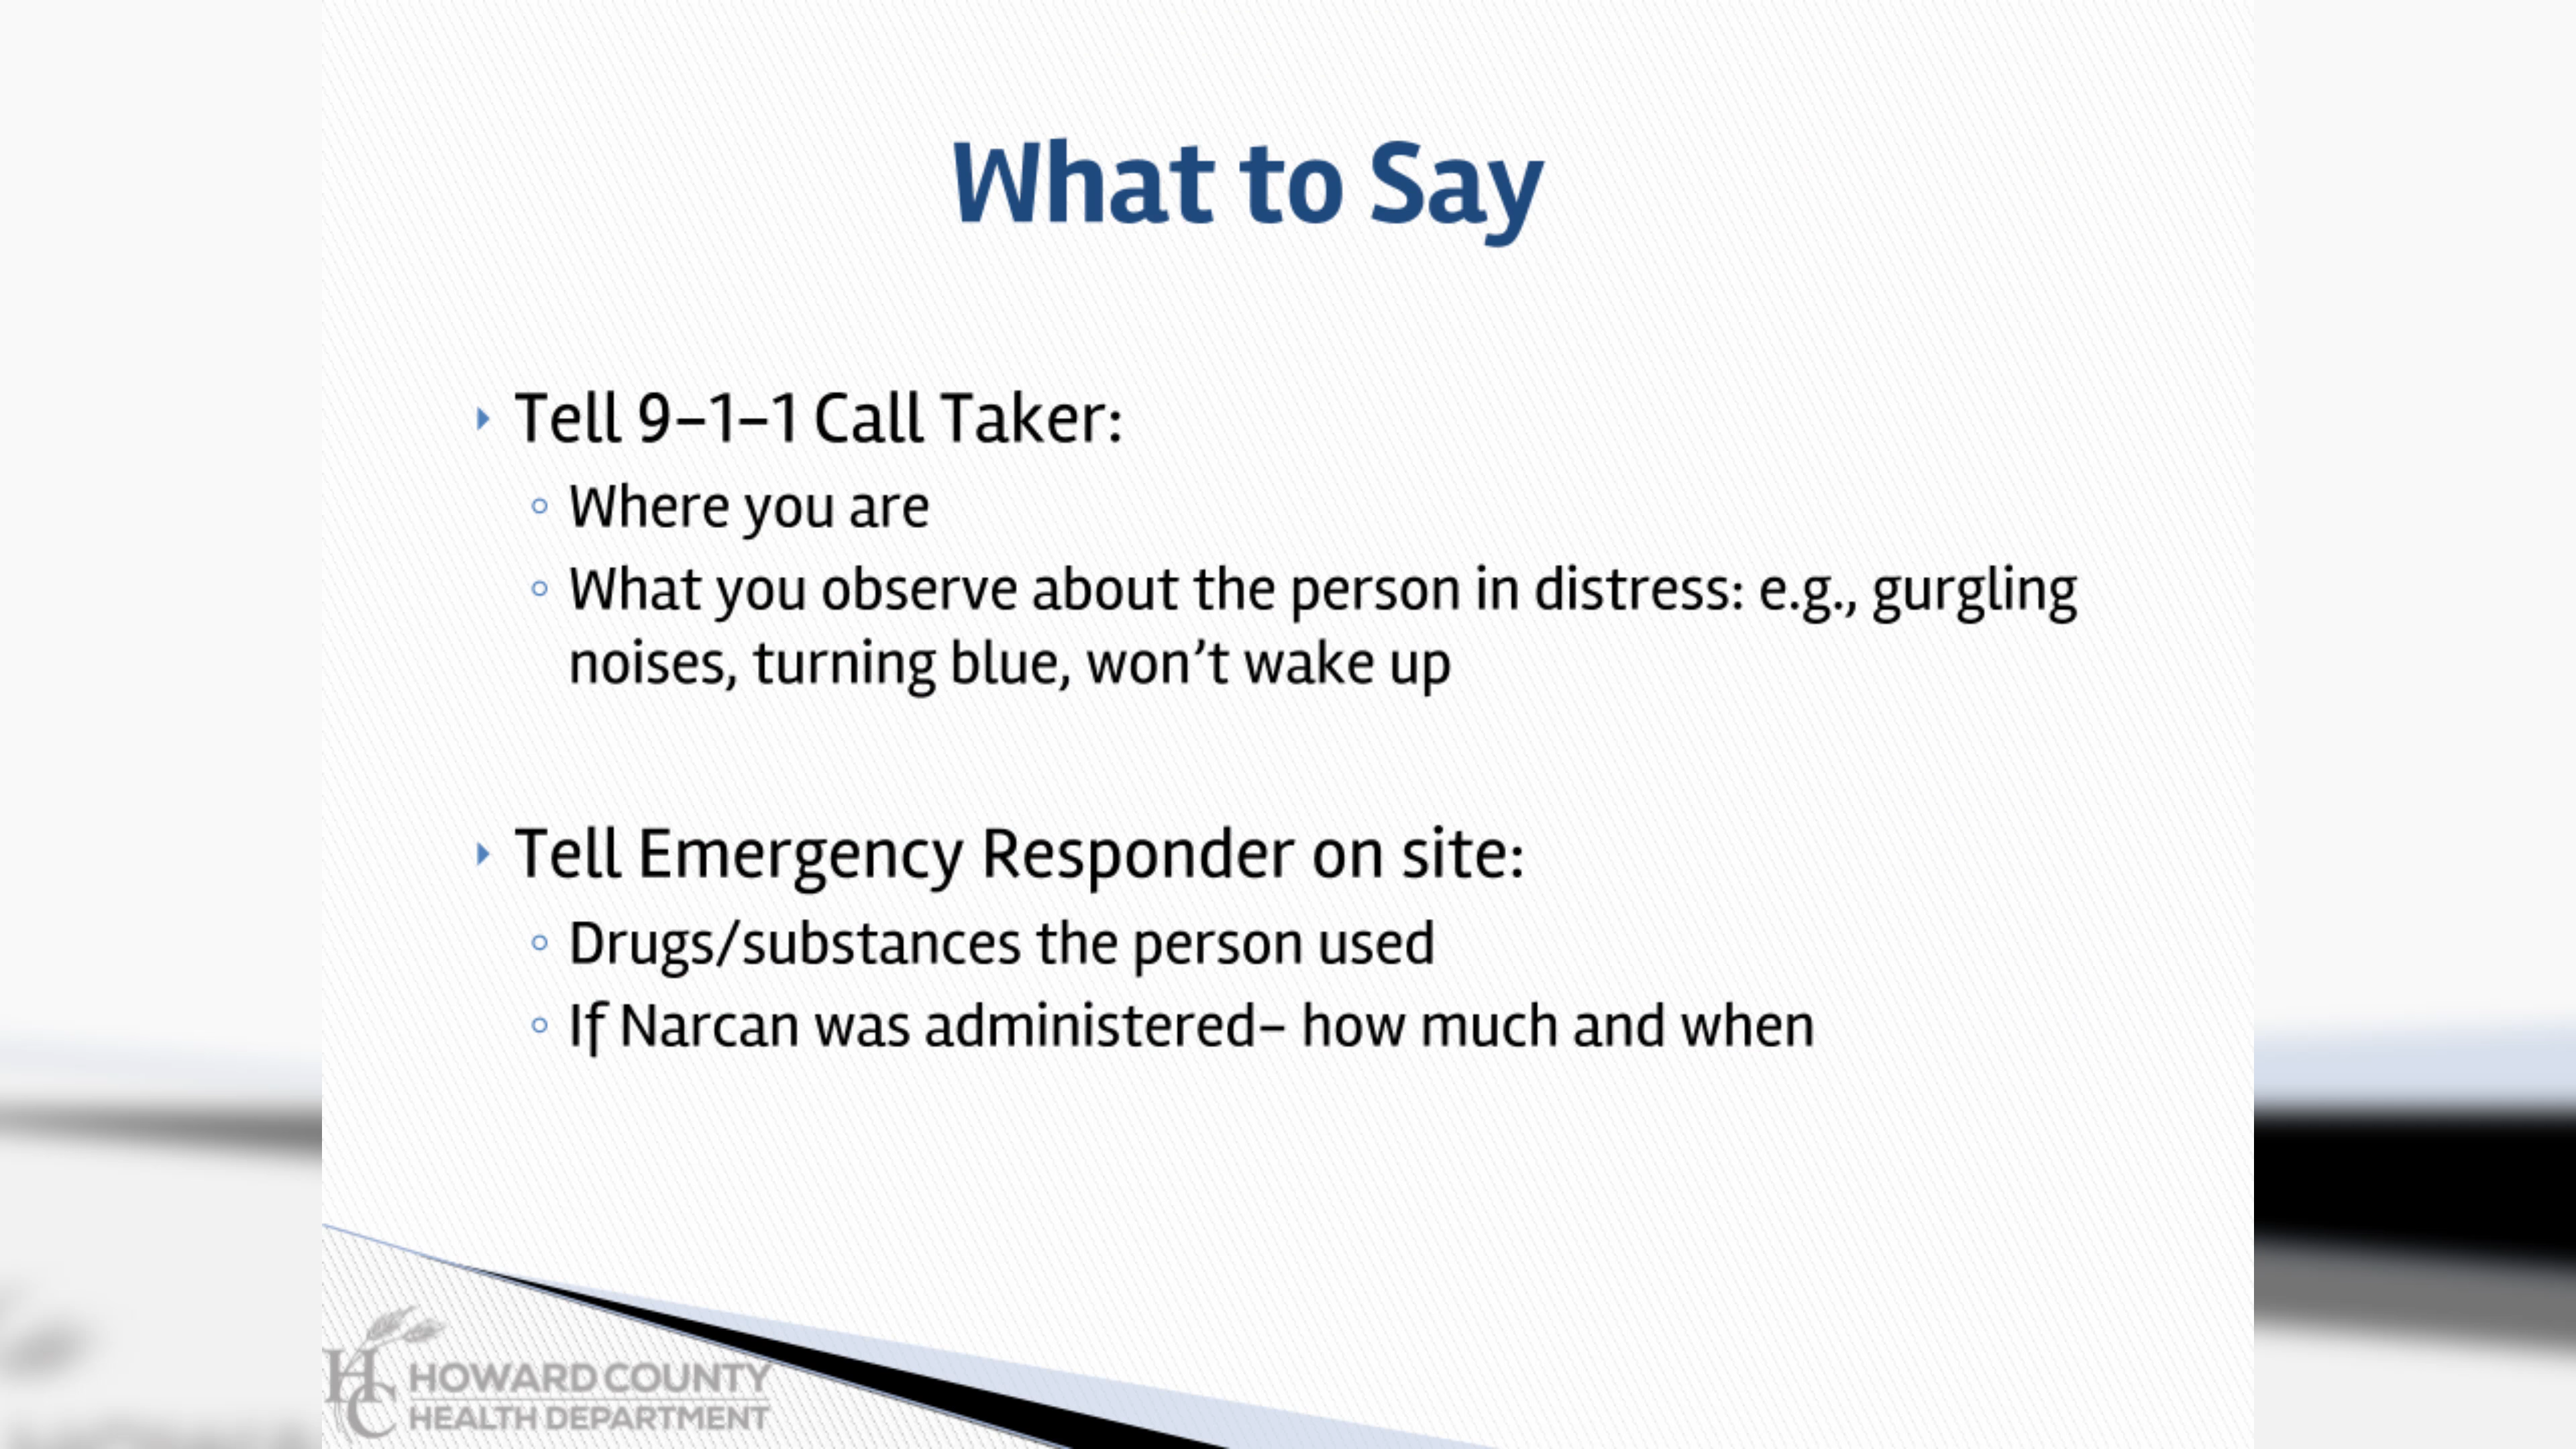 What to Say
Tell 9-1-1 Call Taker:
Where you are
What you observe about the person in distress: e.g., gurgling
noises, turning blue, won’t wake up
Tell Emergency Responder on site:
Drugs/substances the person used
If Narcan was administered- how much and when
HC
HOWARD COUNTY
HEALTH DEPARTMENT